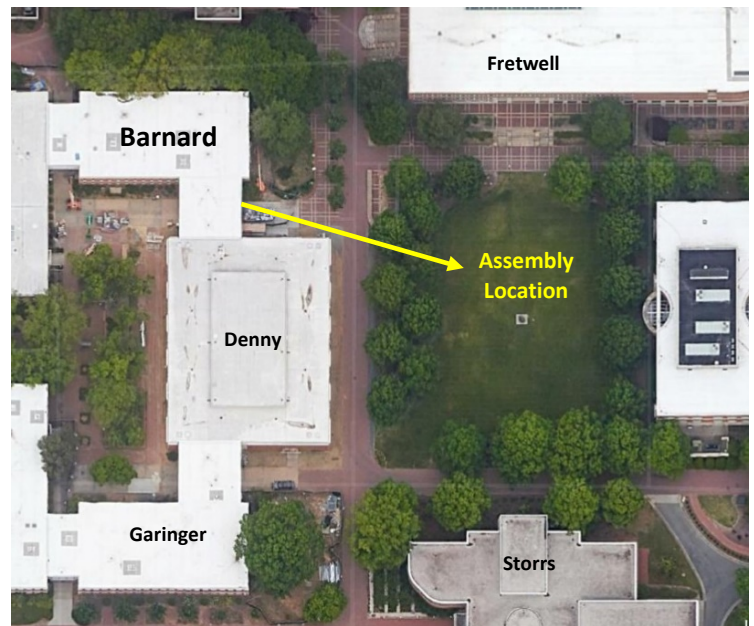 Fretwell
Barnard
Assembly
Location
Denny
Garinger
Storrs